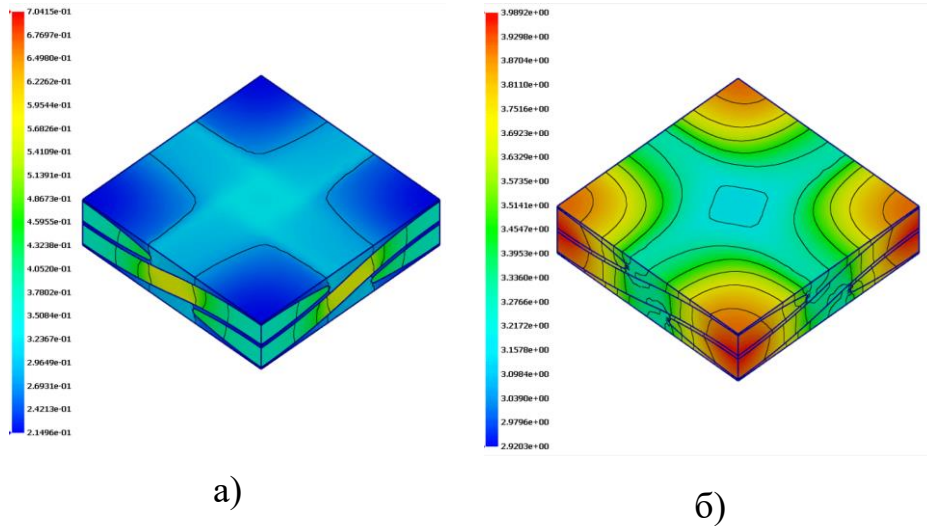 7.0415e-01
6.7697e-01
6.4980e-01
6.2262e-01
5.9544e-01
5.6826e-01
5.4109e-01
5.1391e-01
4.8673e-01
4.5955e-01
4.3238e-01
4.0520e-01
3.7802e-01
3.5084e-01
3.2367e-01
2.9649e-01
2.6931e-01
2.4213e-01
2.1496e-01
3.9892e+00
3.9298e+00
3.8704e+00
3.8110e+00
3.7516e+00
3.6923e+00
3.6329e+00
3.5735e+00
3.5141e+00
3.4547e+00
3.3954e+00
3.3360e+00
3.2766e+00
3.2172e+00
3.1578e+00
3.0984e+00
3.0390e+00
2.9796e+00
2.9203e+00
а)
б)